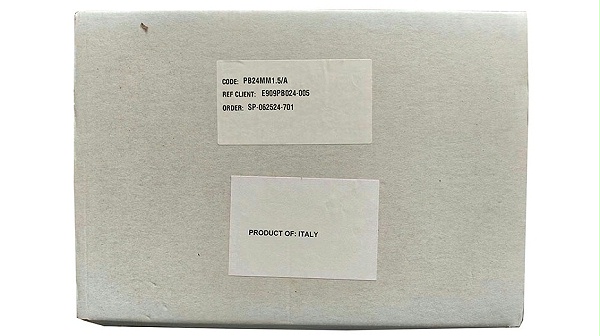 CODE: PB24MM1.5/A
REF CLIENT: E909PB024-005
ORDER: SP-062524-701
PRODUCT OF: ITALY